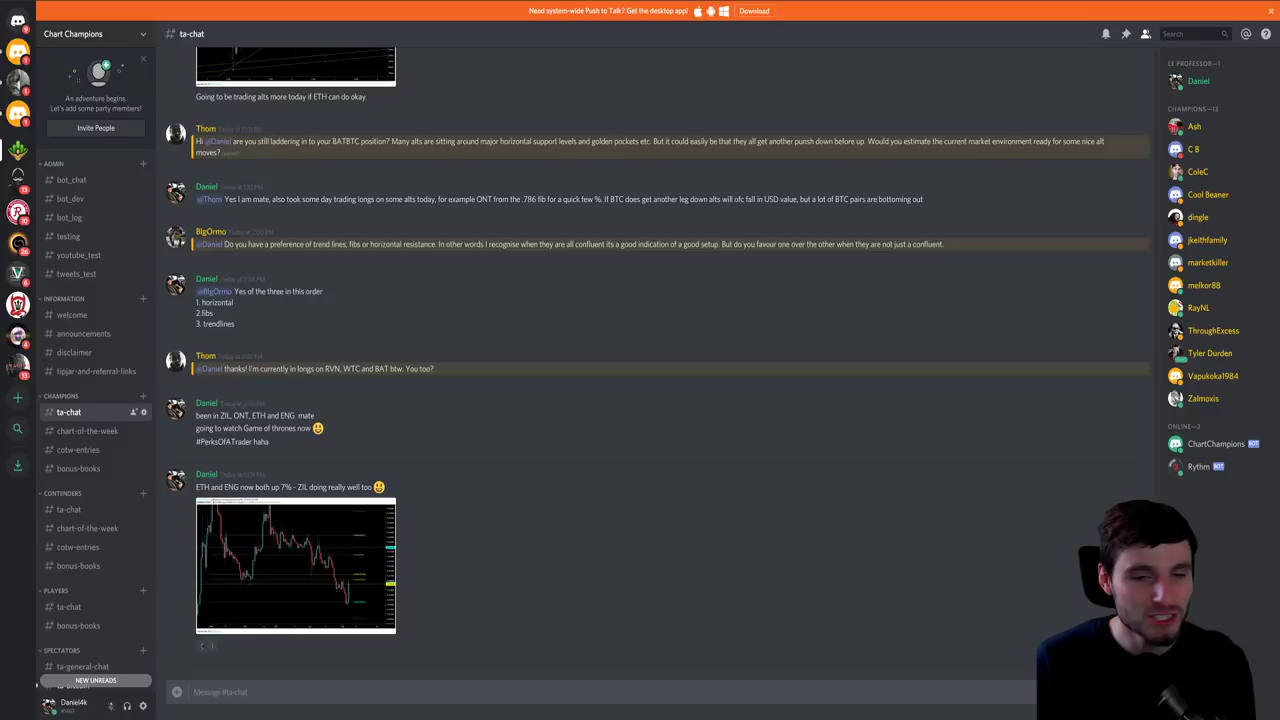 Need system-wide Push to Talk? Get the desktop app!
Download
Chart Champions
An adventure begins.
Let's add some party members!
Invite People
ADMIN
# bot_chat
# bot_dev
# bot_log
# testing
# youtube_test
# tweets_test
INFORMATION
# welcome
# announcements
# disclaimer
# tipjar-and-referral-links
CHAMPIONS
# ta-chat
# chart-of-the-week
# cotw-entries
# bonus-books
CONTENDERS
# ta-chat
# chart-of-the-week
# cotw-entries
# bonus-books
PLAYERS
# ta-chat
# bonus-books
SPECTATORS
# ta-general-chat
NEW UNREADS
Daniel4k
# ta-chat
Search
Going to be trading alts more today if ETH can do okay
Thom
Hi @Daniel are you still laddering in to your BATBTC position? Many alts are sitting around major horizontal support levels and golden pockets etc. But it could easily be that they all get another punsh down before up. Would you estimate the current market environment ready for some nice alt
moves?
Daniel
@Thom Yes I am mate, also took some day trading longs on some alts today, for example ONT from the .786 fib for a quick few %. If BTC does get another leg down alts will ofc fall in USD value, but a lot of BTC pairs are bottoming out
BIgOrmo
@Daniel Do you have a preference of trend lines, fibs or horizontal resistance. In other words I recognise when they are all confluent its a good indication of a good setup. But do you favour one over the other when they are not just a confluent.
Daniel
@BIgOrmo Yes of the three in this order
1. horizontal
2.fibs
3. trendlines
Thom
@Daniel thanks! I'm currently in longs on RVN, WTC and BAT btw. You too?
Daniel
been in ZIL, ONT, ETH and ENG mate
going to watch Game of thrones now
#PerksOfATrader haha
Daniel
ETH and ENG now both up 7% - ZIL doing really well too
1
Message #ta-chat
LE PROFESSOR—1
Daniel
CHAMPIONS—13
Ash
C B
ColeC
Cool Beaner
dingle
jkeithfamily
marketkiller
melkor88
RayNL
ThroughExcess
Tyler Durden
Vapukoka1984
Zalmoxis
ONLINE—2
ChartChampions BOT
Rythm BOT